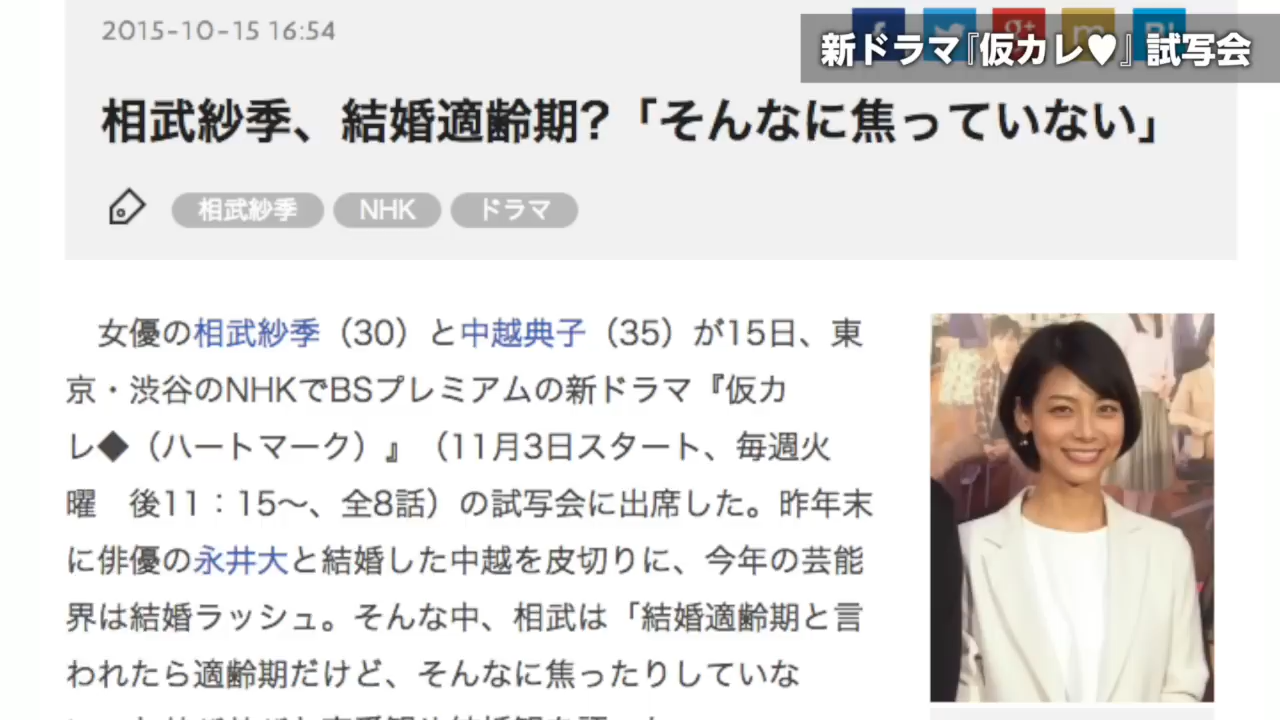 2015-10-15 16:54
新ドラマ『仮カレ♥』試写会
相武紗季、結婚適齢期?「そんなに焦っていない」
相武紗季 NHK ドラマ
女優の相武紗季（30）と中越典子（35）が15日、東
京・渋谷のNHKでBSプレミアムの新ドラマ『仮カ
レ◆（ハートマーク）』（11月3日スタート、毎週火
曜　後11：15〜、全8話）の試写会に出席した。昨年末
に俳優の永井大と結婚した中越を皮切りに、今年の芸能
界は結婚ラッシュ。そんな中、相武は「結婚適齢期と言
われたら適齢期だけど、そんなに焦ったりしていな